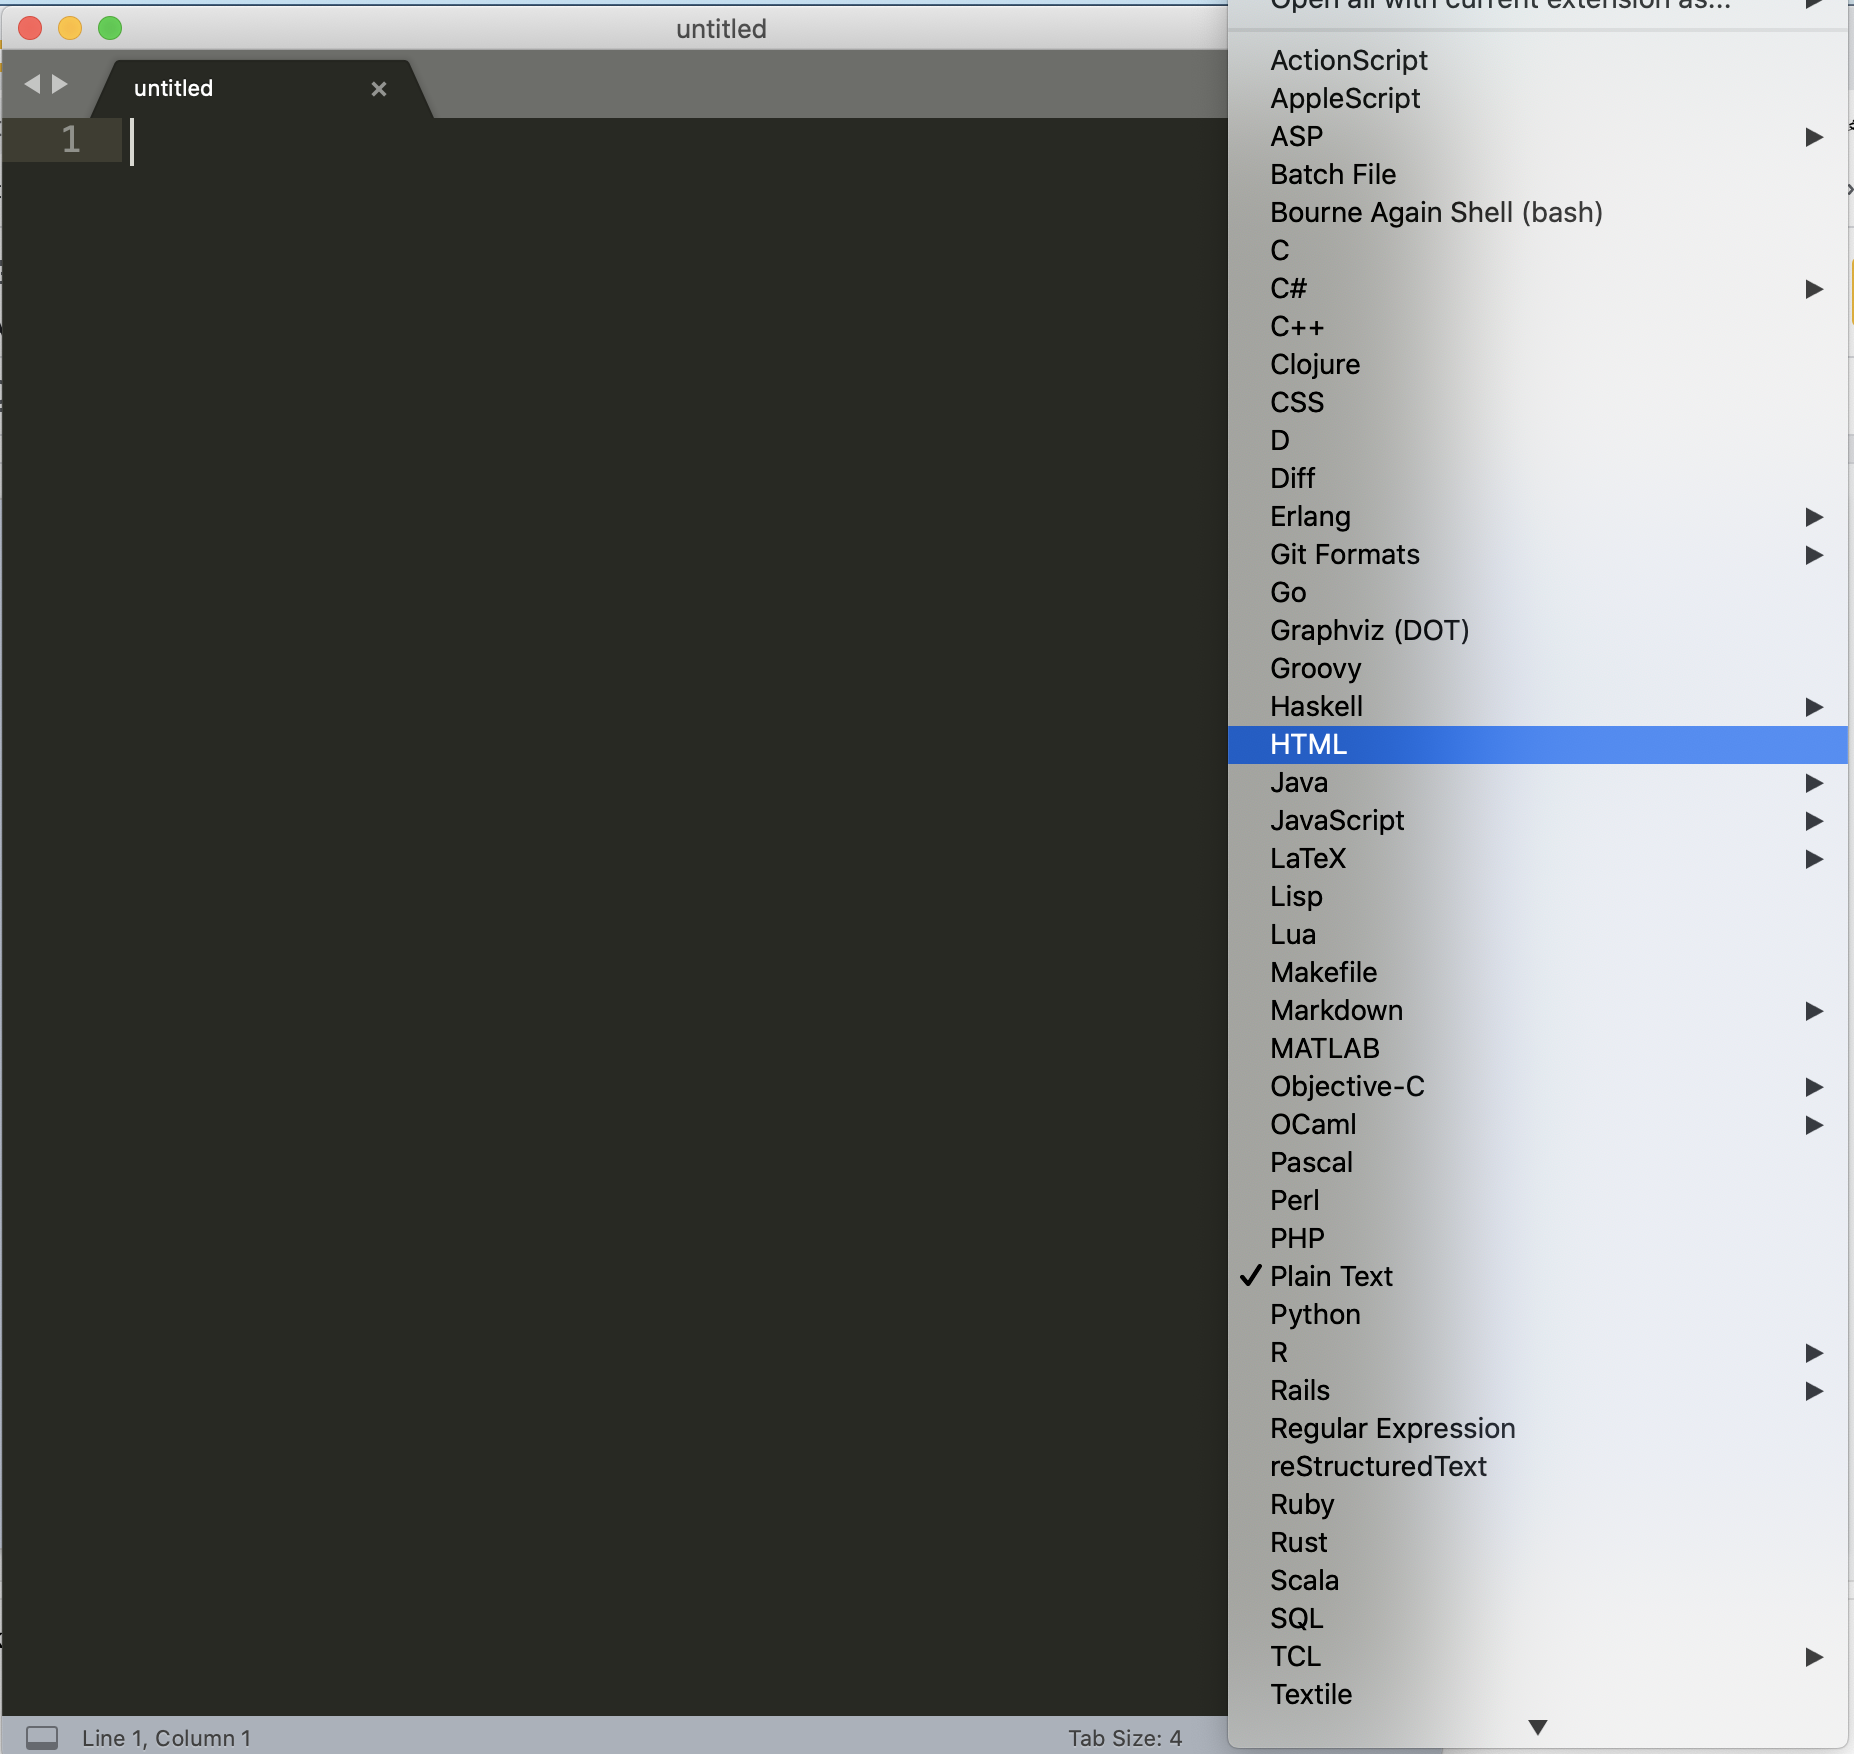 untitled
untitled
1
Open all with current extension as...
ActionScript
AppleScript
ASP
Batch File
Bourne Again Shell (bash)
C
C#
C++
Clojure
CSS
D
Diff
Erlang
Git Formats
Go
Graphviz (DOT)
Groovy
Haskell
HTML
Java
JavaScript
LaTeX
Lisp
Lua
Makefile
Markdown
MATLAB
Objective-C
OCaml
Pascal
Perl
PHP
Plain Text
Python
R
Rails
Regular Expression
reStructuredText
Ruby
Rust
Scala
SQL
TCL
Textile
Line 1, Column 1
Tab Size: 4